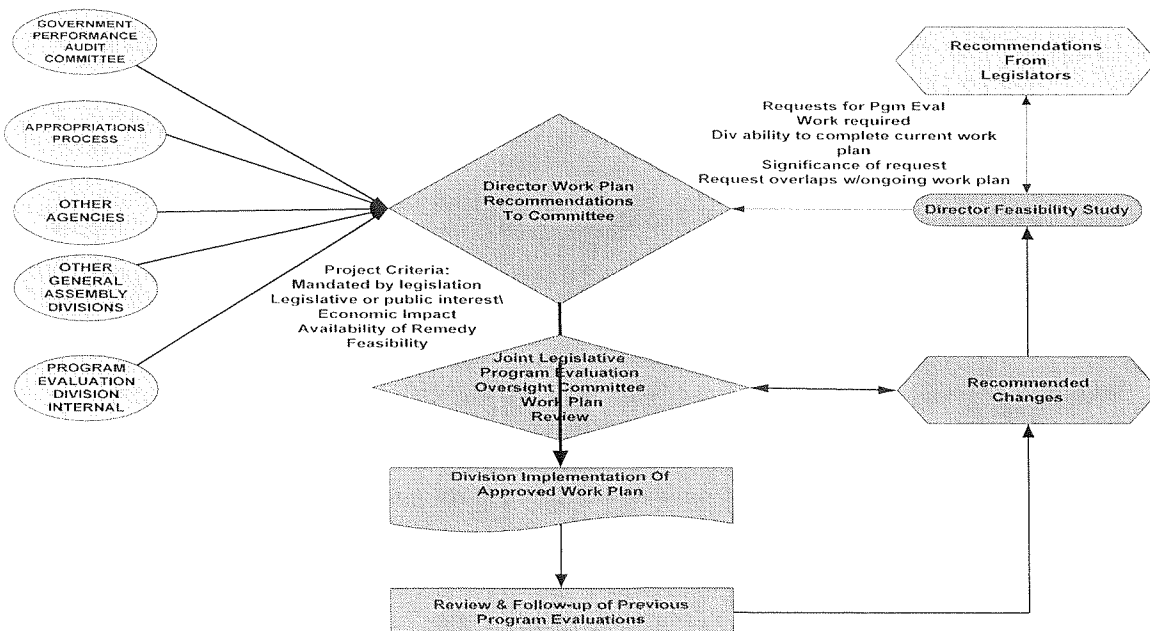 GOVERNMENT
PERFORMANCE
AUDIT
COMMITTEE
APPROPRIATIONS
PROCESS
OTHER
AGENCIES
OTHER
GENERAL
ASSEMBLY
DIVISIONS
PROGRAM
EVALUATION
DIVISION
INTERNAL
Director Work Plan
Recommendations
To Committee
Project Criteria:
Mandated by legislation
Legislative or public interest\
Economic Impact
Availability of Remedy
Feasibility
Joint Legislative
Program Evaluation
Oversight Committee
Work Plan
Review
Division Implementation Of
Approved Work Plan
Review & Follow-up of Previous
Program Evaluations
Recommendations
From
Legislators
Requests for Pgm Eval
Work required
Div ability to complete current work
plan
Significance of request
Request overlaps w/ongoing work plan
Director Feasibility Study
Recommended
Changes